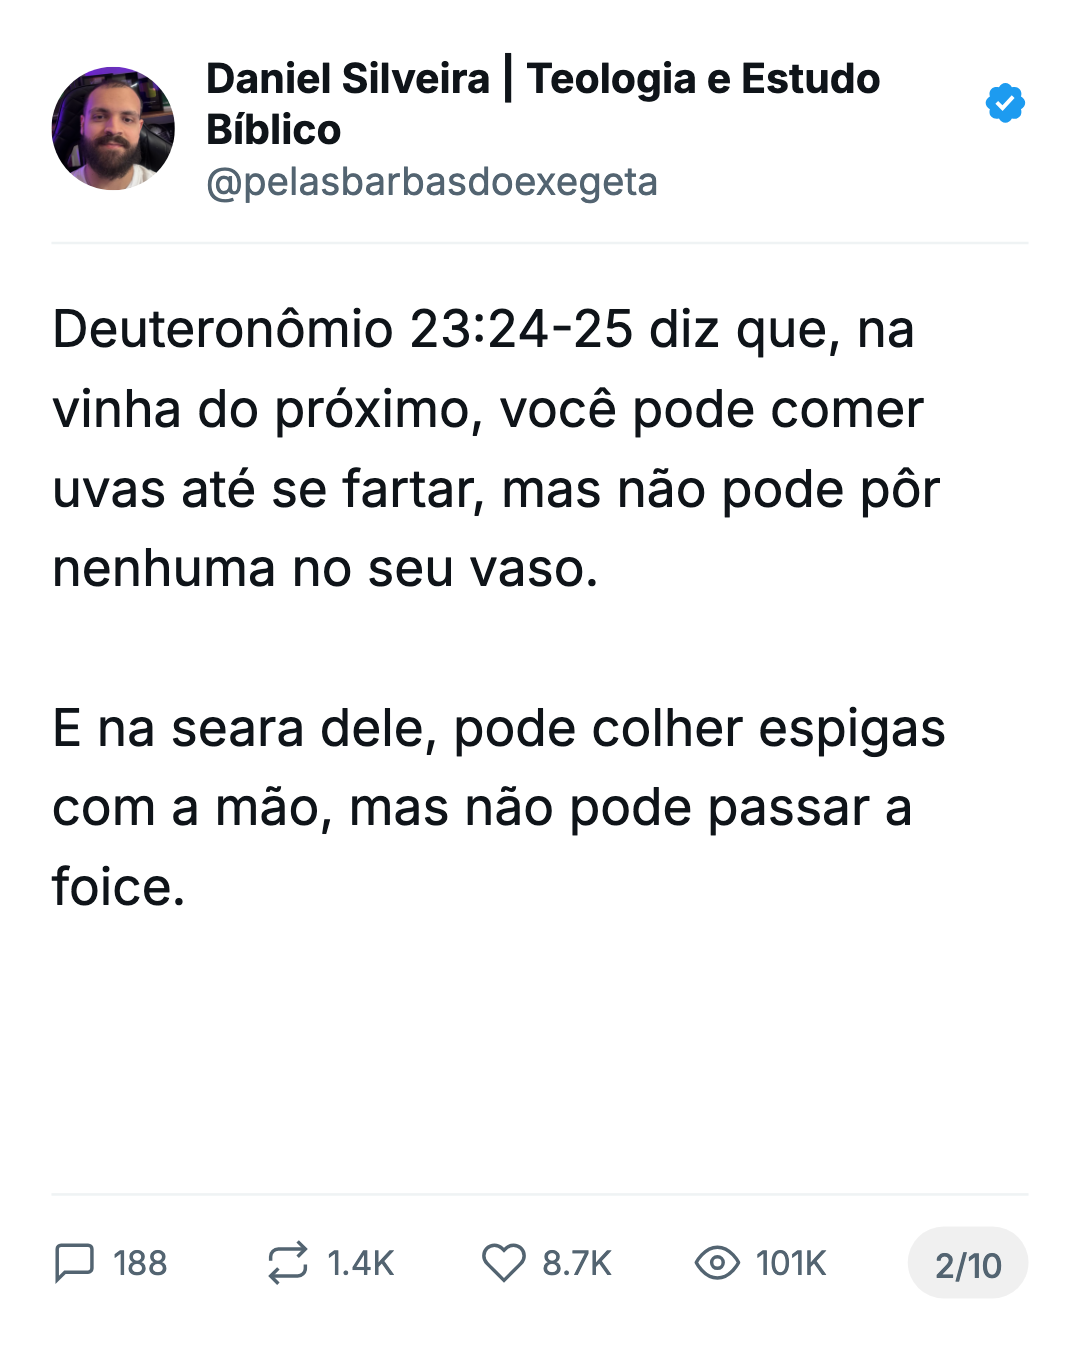 Daniel Silveira | Teologia e Estudo
Bíblico
@pelasbarbasdoexegeta
Deuteronômio 23:24-25 diz que, na
vinha do próximo, você pode comer
uvas até se fartar, mas não pode pôr
nenhuma no seu vaso.
E na seara dele, pode colher espigas
com a mão, mas não pode passar a
foice.
188 1.4K 8.7K 101K 2/10